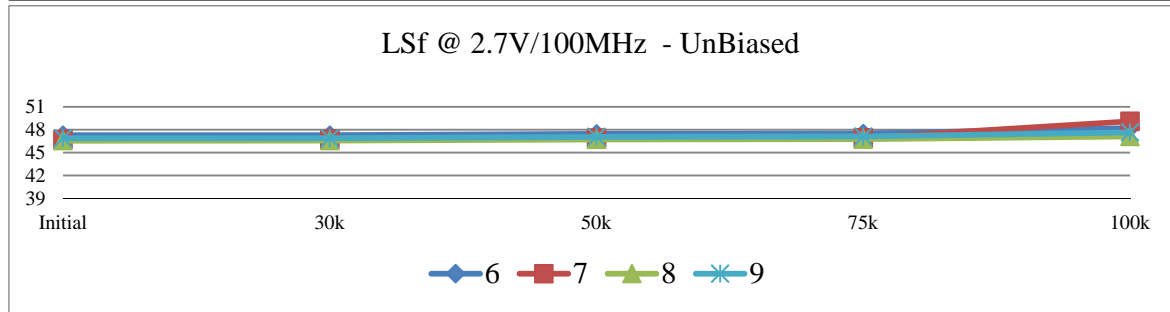 LSf @ 2.7V/100MHz - UnBiased
51
48
45
42
39
Initial 30k 50k 75k 100k
6 7 8 9